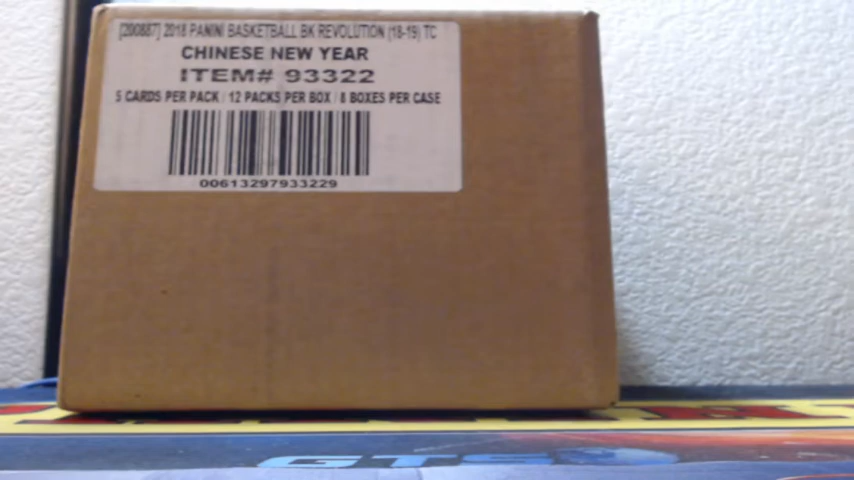 [200887] 2018 PANINI BASKETBALL BK REVOLUTION (18-19) TC
CHINESE NEW YEAR
ITEM# 93322
5 CARDS PER PACK / 12 PACKS PER BOX / 8 BOXES PER CASE
00613297933229
GTS